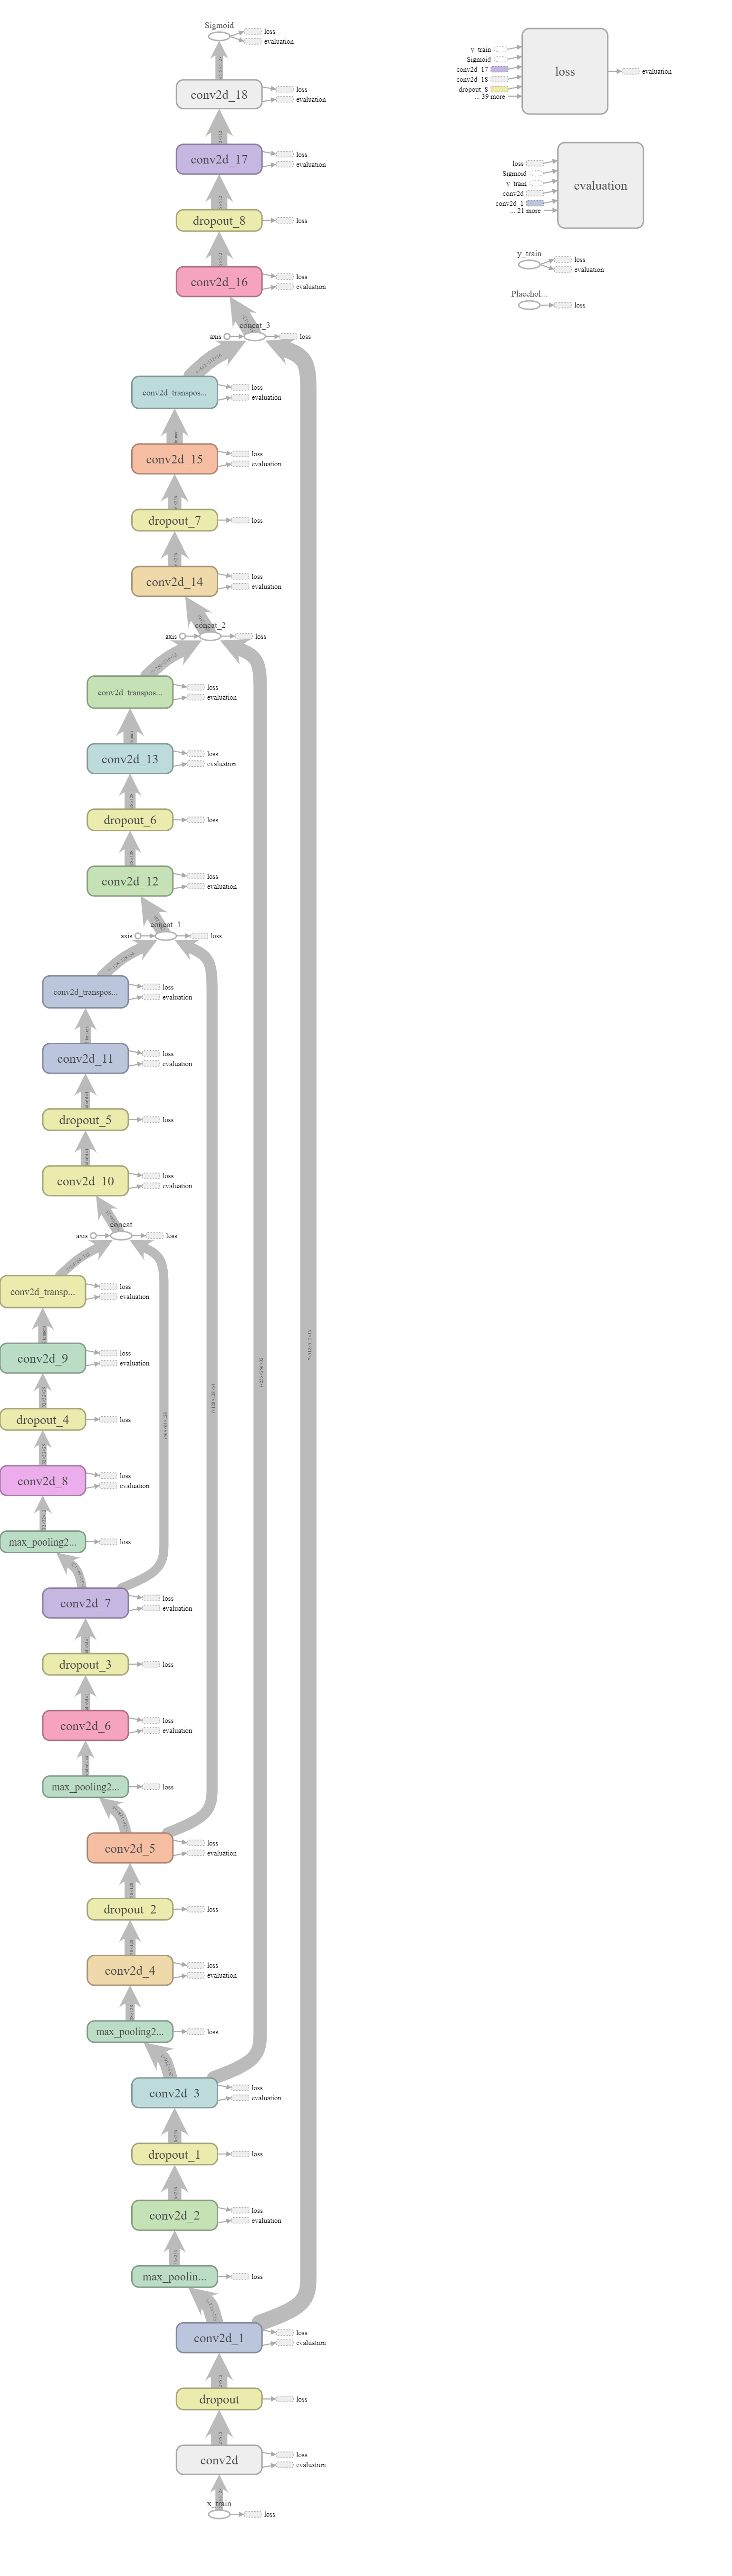 Sigmoid
loss
evaluation
conv2d_18
loss
evaluation
conv2d_17
loss
evaluation
dropout_8
loss
conv2d_16
loss
evaluation
concat_3
axis
loss
conv2d_transpos...
loss
evaluation
conv2d_15
loss
evaluation
dropout_7
loss
conv2d_14
loss
evaluation
concat_2
axis
loss
conv2d_transpos...
loss
evaluation
conv2d_13
loss
evaluation
dropout_6
loss
conv2d_12
loss
evaluation
concat_1
axis
loss
conv2d_transpos...
loss
evaluation
conv2d_11
loss
evaluation
dropout_5
loss
conv2d_10
loss
evaluation
concat
axis
loss
conv2d_transp...
loss
evaluation
conv2d_9
loss
evaluation
dropout_4
loss
conv2d_8
loss
evaluation
max_pooling2...
loss
conv2d_7
loss
evaluation
dropout_3
loss
conv2d_6
loss
evaluation
max_pooling2...
loss
conv2d_5
loss
evaluation
dropout_2
loss
conv2d_4
loss
evaluation
max_pooling2...
loss
conv2d_3
loss
evaluation
dropout_1
loss
conv2d_2
loss
evaluation
max_poolin...
loss
conv2d_1
loss
evaluation
dropout
loss
conv2d
loss
evaluation
x_train
loss
y_train
Sigmoid
conv2d_17
conv2d_18
dropout_8
... 39 more
loss
evaluation
loss
Sigmoid
y_train
conv2d
conv2d_1
... 21 more
evaluation
y_train
loss
evaluation
Placehol...
loss